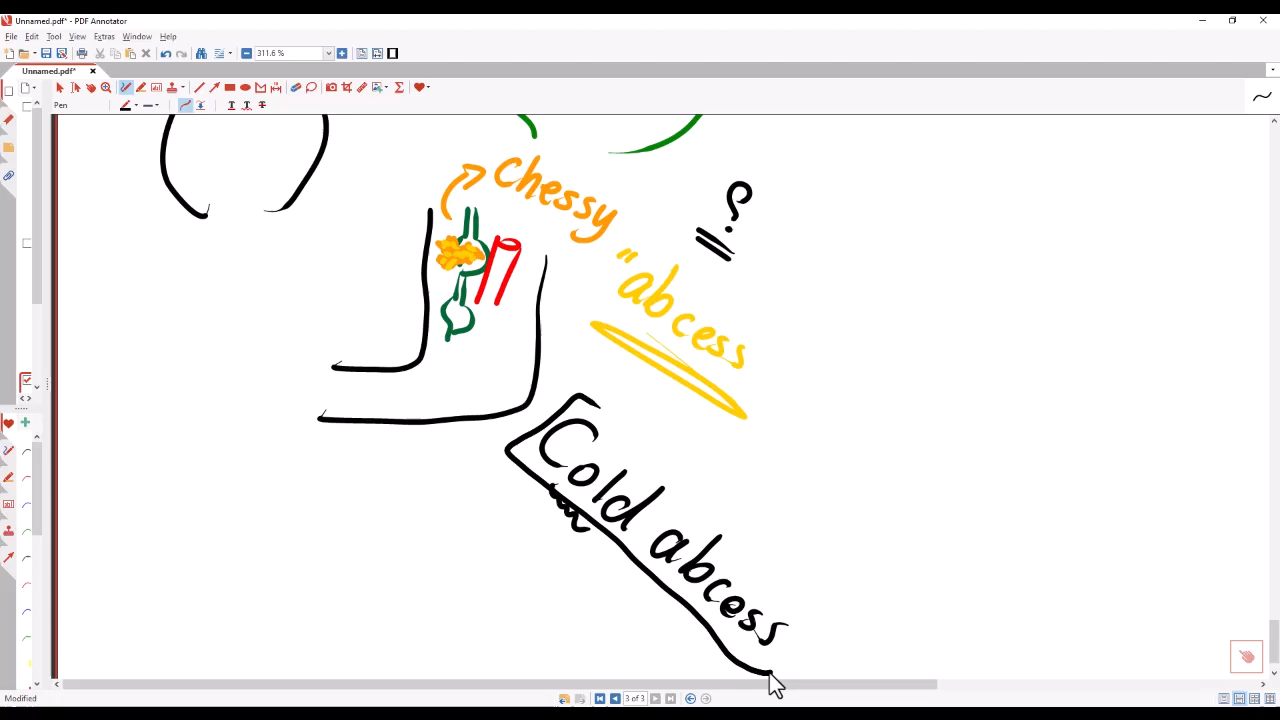 Unnamed.pdf* - PDF Annotator
File Edit Tool View Extras Window Help
311.6 %
Unnamed.pdf*
Pen
Chessy
?
"abcess
Cold abcess
Modified
3 of 3